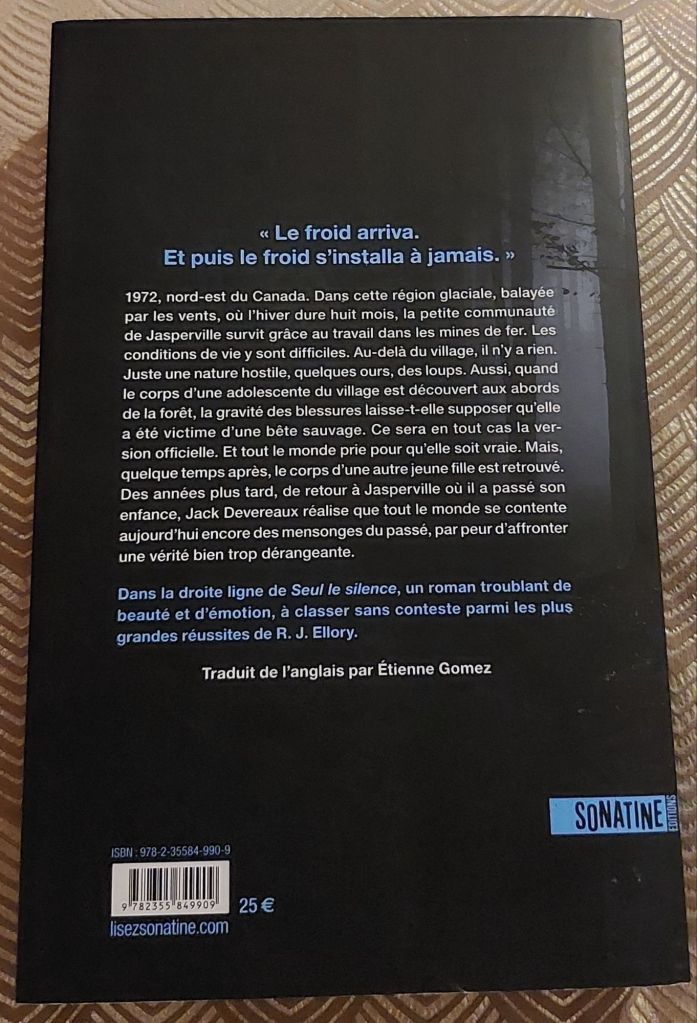 « Le froid arriva.
Et puis le froid s'installa à jamais. »
1972, nord-est du Canada. Dans cette région glaciale, balayée
par les vents, où l'hiver dure huit mois, la petite communauté
de Jasperville survit grâce au travail dans les mines de fer. Les
conditions de vie y sont difficiles. Au-delà du village, il n'y a rien.
Juste une nature hostile, quelques ours, des loups. Aussi, quand
le corps d'une adolescente du village est découvert aux abords
de la forêt, la gravité des blessures laisse-t-elle supposer qu'elle
a été victime d'une bête sauvage. Ce sera en tout cas la ver-
sion officielle. Et tout le monde prie pour qu'elle soit vraie. Mais,
quelque temps après, le corps d'une autre jeune fille est retrouvé.
Des années plus tard, de retour à Jasperville où il a passé son
enfance, Jack Devereaux réalise que tout le monde se contente
aujourd'hui encore des mensonges du passé, par peur d'affronter
une vérité bien trop dérangeante.
Dans la droite ligne de Seul le silence, un roman troublant de
beauté et d'émotion, à classer sans conteste parmi les plus
grandes réussites de R. J. Ellory.
Traduit de l'anglais par Étienne Gomez
SONATINE
ÉDITIONS
ISBN : 978-2-35584-990-9
9 782355 849909
25 €
lisezsonatine.com